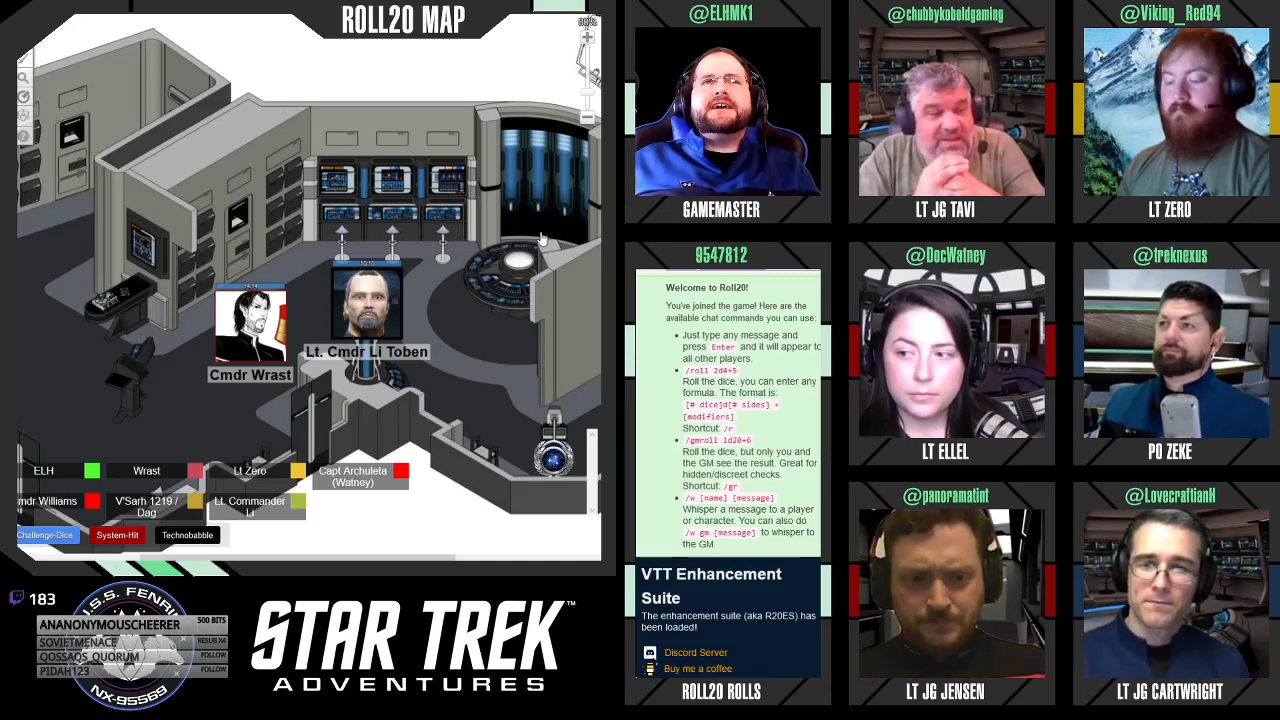 ROLL20 MAP
Cmdr Wrast
Lt. Cmdr Li Toben
ELH
Wrast
Lt Zero
Capt Archuleta
(Watney)
mdr Williams
V'Sarh 1219 /
Dag
Lt. Commander
Li
Challenge-Dice
System-Hit
Technobabble
183
U.S.S. FENRI
ANANONYMOUSCHEERER 500 BITS
SOVIETMENACE RESUB X4
QOSSAQS_QUORUM FOLLOW
PIDAH123 FOLLOW
NX-95569
STAR TREK™
ADVENTURES
@ELHMK1
GAMEMASTER
@chubbykoboldgaming
LT JG TAVI
@Viking_Red94
LT ZERO
9547812
Welcome to Roll20!
You've joined the game! Here are the
available chat commands you can use:
• Just type any message and
press Enter and it will appear to
all other players.
• /roll 2d4+5
Roll the dice, you can enter any
formula. The format is:
[# dice]d[# sides] +
[modifiers]
Shortcut: /r
• /gmroll 1d20+6
Roll the dice, but only you and
the GM see the result. Great for
hidden/discreet checks.
Shortcut: /gr
• /w [name] [message]
Whisper a message to a player
or character. You can also do
/w gm [message] to whisper to
the GM.
VTT Enhancement
Suite
The enhancement suite (aka R20ES) has
been loaded!
Discord Server
Buy me a coffee
ROLL20 ROLLS
@DocWatney
LT ELLEL
@treknexus
PO ZEKE
@panoramatint
LT JG JENSEN
@LovecraftianH
LT JG CARTWRIGHT